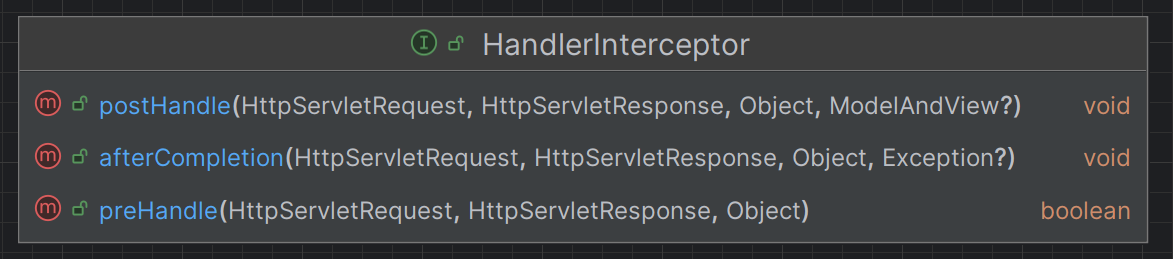 I HandlerInterceptor
m postHandle(HttpServletRequest, HttpServletResponse, Object, ModelAndView?) void
m afterCompletion(HttpServletRequest, HttpServletResponse, Object, Exception?) void
m preHandle(HttpServletRequest, HttpServletResponse, Object) boolean